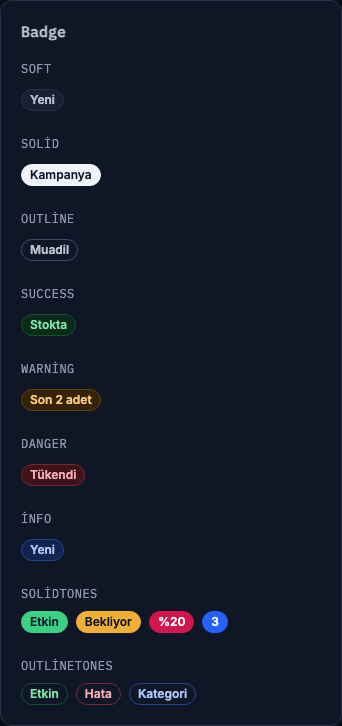 Badge
SOFT
Yeni
SOLİD
Kampanya
OUTLİNE
Muadil
SUCCESS
Stokta
WARNİNG
Son 2 adet
DANGER
Tükendi
İNFO
Yeni
SOLİDTONES
Etkin Bekliyor %20 3
OUTLİNETONES
Etkin Hata Kategori